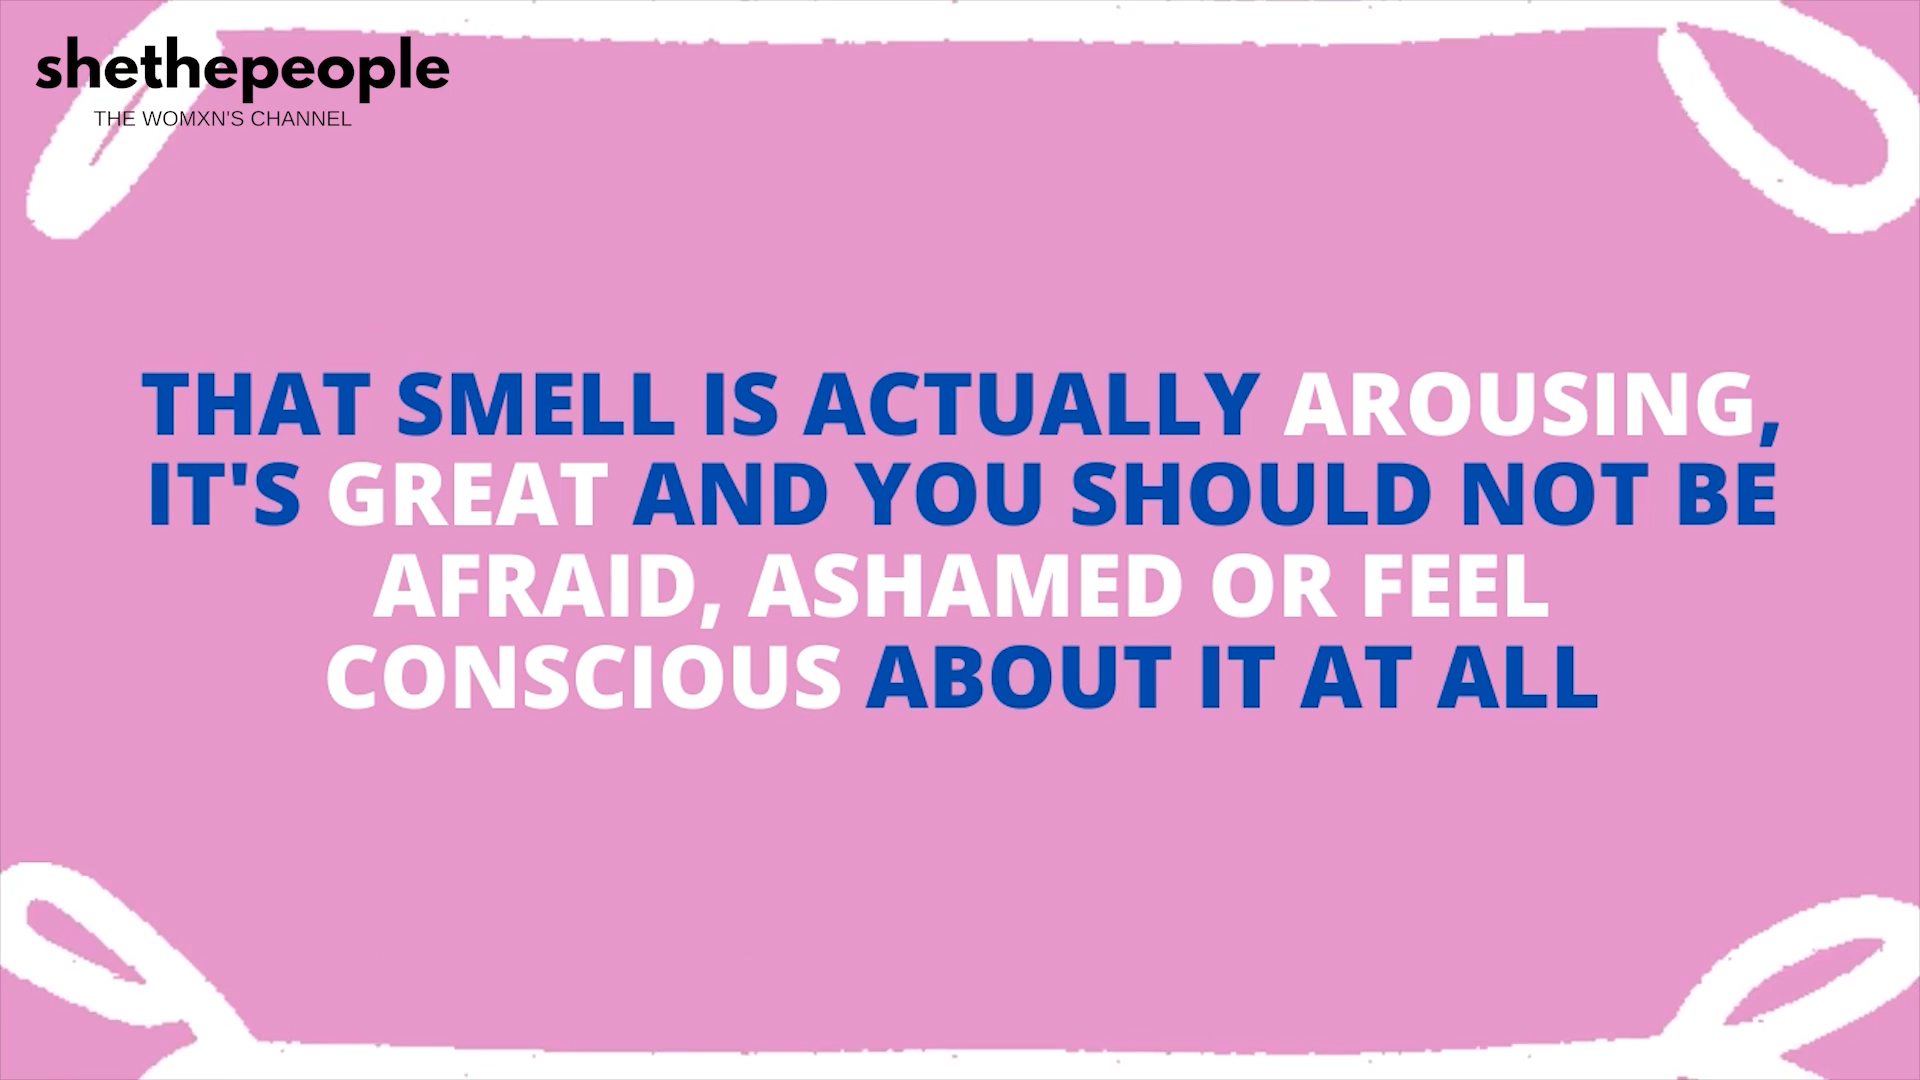 shethepeople
THE WOMXN'S CHANNEL
THAT SMELL IS ACTUALLY AROUSING,
IT'S GREAT AND YOU SHOULD NOT BE
AFRAID, ASHAMED OR FEEL
CONSCIOUS ABOUT IT AT ALL